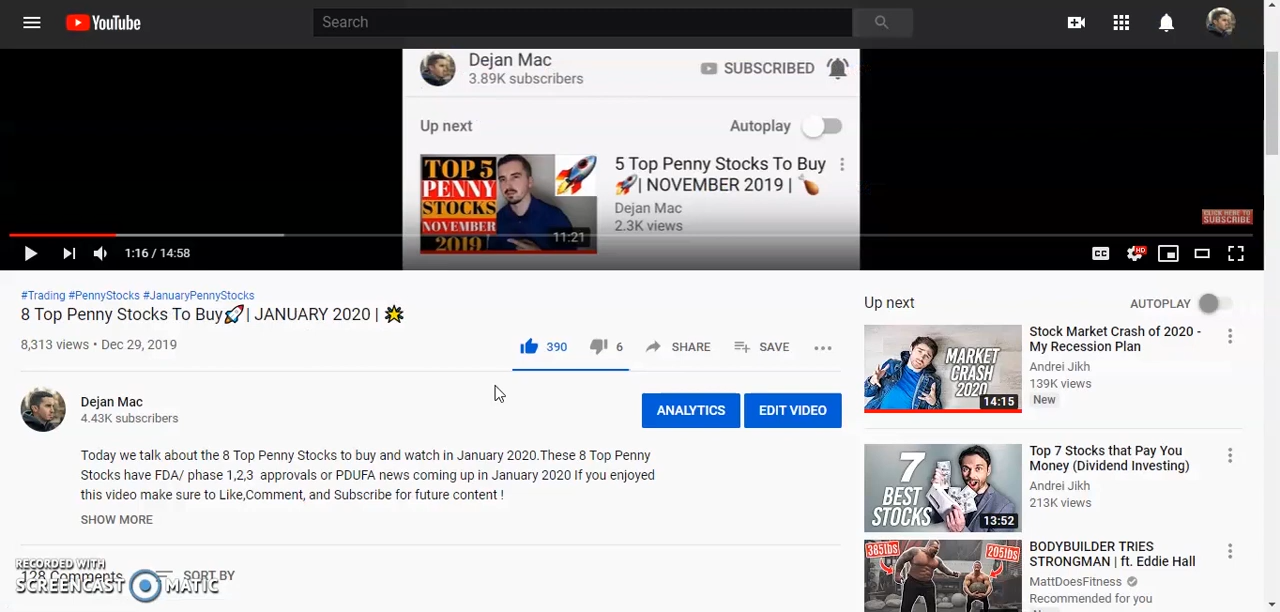 YouTube
Search
Dejan Mac
3.89K subscribers
SUBSCRIBED
Up next
Autoplay
TOP 5
PENNY
STOCKS
NOVEMBER
2019
11:21
5 Top Penny Stocks To Buy
🚀| NOVEMBER 2019 | 🍗
Dejan Mac
2.3K views
CLICK HERE TO
SUBSCRIBE
1:16 / 14:58
CC
HD
#Trading #PennyStocks #JanuaryPennyStocks
8 Top Penny Stocks To Buy🚀| JANUARY 2020 | 🌟
8,313 views • Dec 29, 2019
390
6
SHARE
SAVE
Dejan Mac
4.43K subscribers
ANALYTICS
EDIT VIDEO
Today we talk about the 8 Top Penny Stocks to buy and watch in January 2020.These 8 Top Penny
Stocks have FDA/ phase 1,2,3 approvals or PDUFA news coming up in January 2020 If you enjoyed
this video make sure to Like,Comment, and Subscribe for future content !
SHOW MORE
128 Comments
SORT BY
RECORDED WITH
SCREENCAST MATIC
Up next
AUTOPLAY
MARKET
CRASH
2020
14:15
Stock Market Crash of 2020 -
My Recession Plan
Andrei Jikh
139K views
New
7
BEST
STOCKS
13:52
Top 7 Stocks that Pay You
Money (Dividend Investing)
Andrei Jikh
213K views
385lbs
205lbs
BODYBUILDER TRIES
STRONGMAN | ft. Eddie Hall
MattDoesFitness
Recommended for you